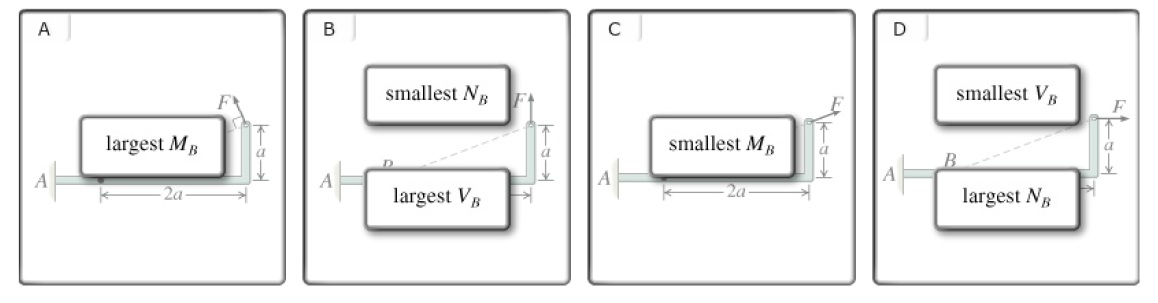 A
F
largest M_B
a
A
2a
B
smallest N_B
F
a
A
largest V_B
C
F
smallest M_B
a
A
2a
D
smallest V_B
F
a
B
A
largest N_B